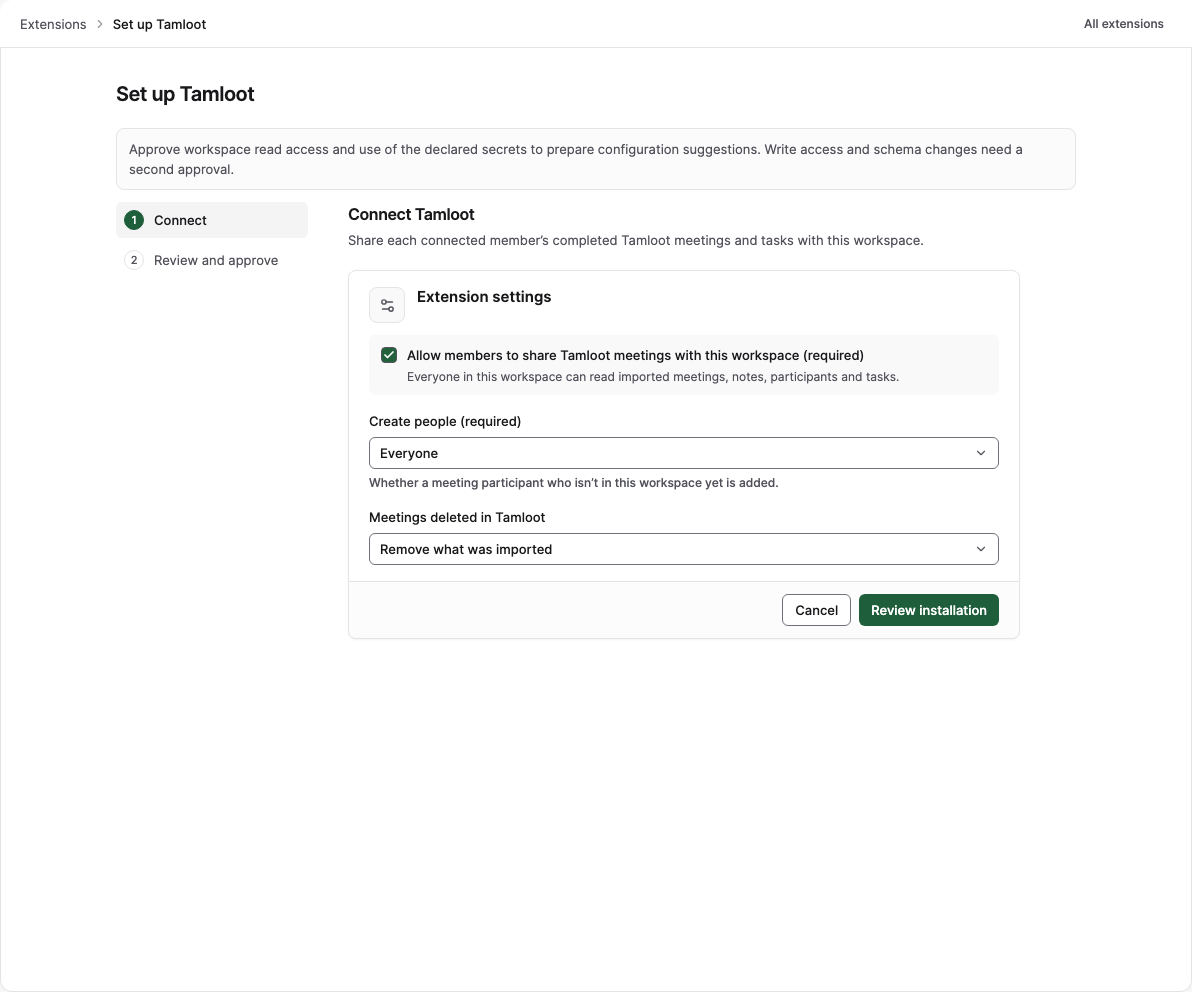 Extensions > Set up Tamloot
All extensions
Set up Tamloot
Approve workspace read access and use of the declared secrets to prepare configuration suggestions. Write access and schema changes need a
second approval.
1 Connect
2 Review and approve
Connect Tamloot
Share each connected member’s completed Tamloot meetings and tasks with this workspace.
Extension settings
Allow members to share Tamloot meetings with this workspace (required)
Everyone in this workspace can read imported meetings, notes, participants and tasks.
Create people (required)
Everyone
Whether a meeting participant who isn’t in this workspace yet is added.
Meetings deleted in Tamloot
Remove what was imported
Cancel
Review installation